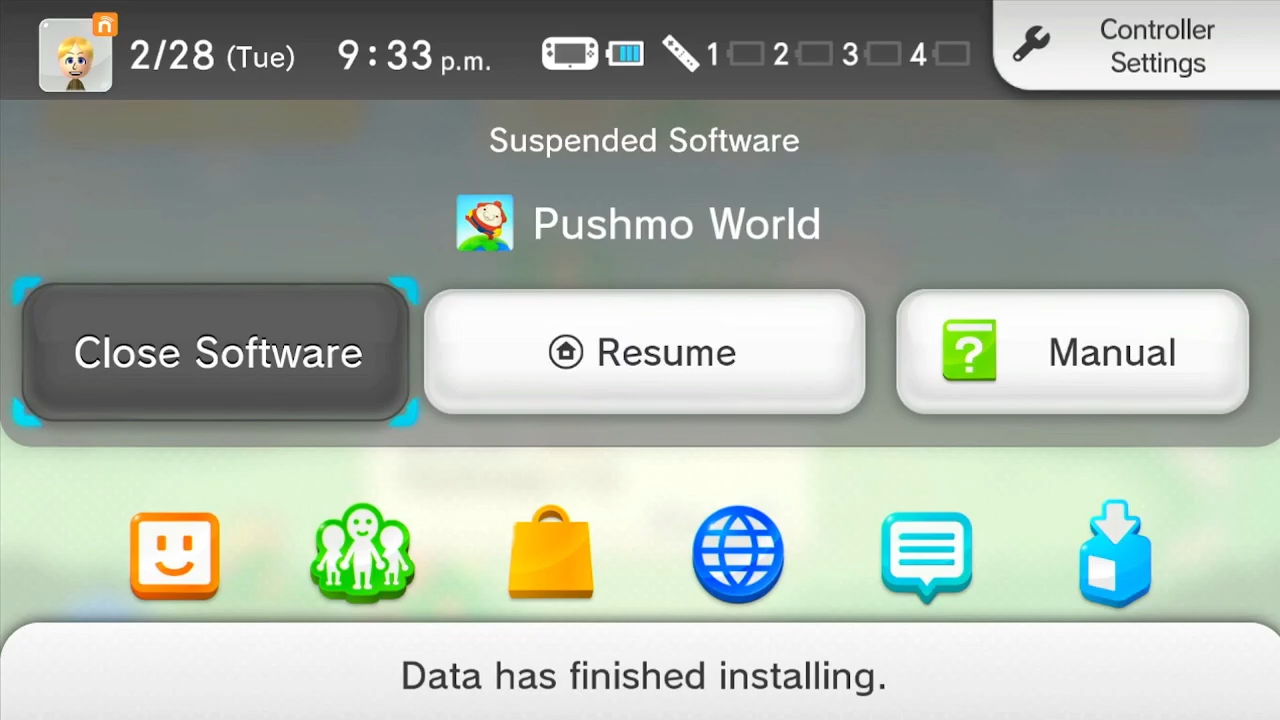 2/28 (Tue) 9:33 p.m. 1 2 3 4
Controller
Settings
Suspended Software
Pushmo World
Close Software
Resume
? Manual
Data has finished installing.